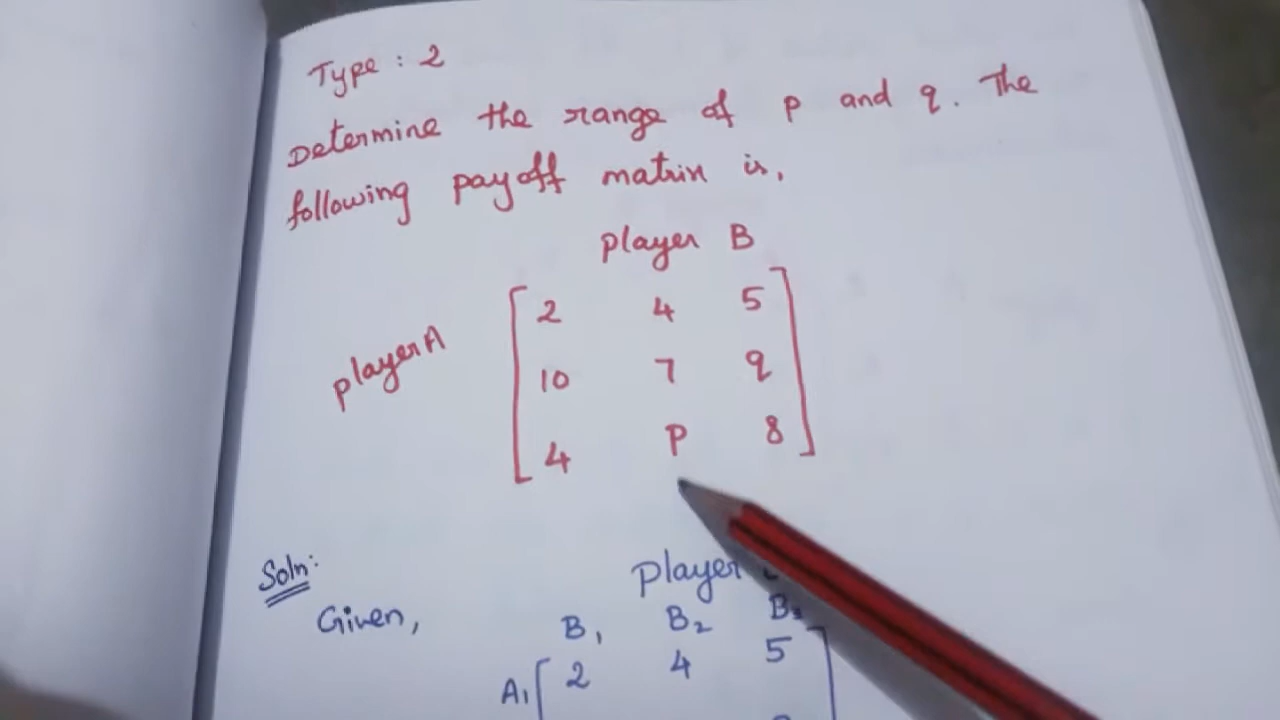 Type : 2
Determine the range of p and q. The
following payoff matrix is,
player B
2 4 5
player A
10 7 q
4 P 8
Soln:
Player
Given,
B1 B2 B3
A1 2 4 5